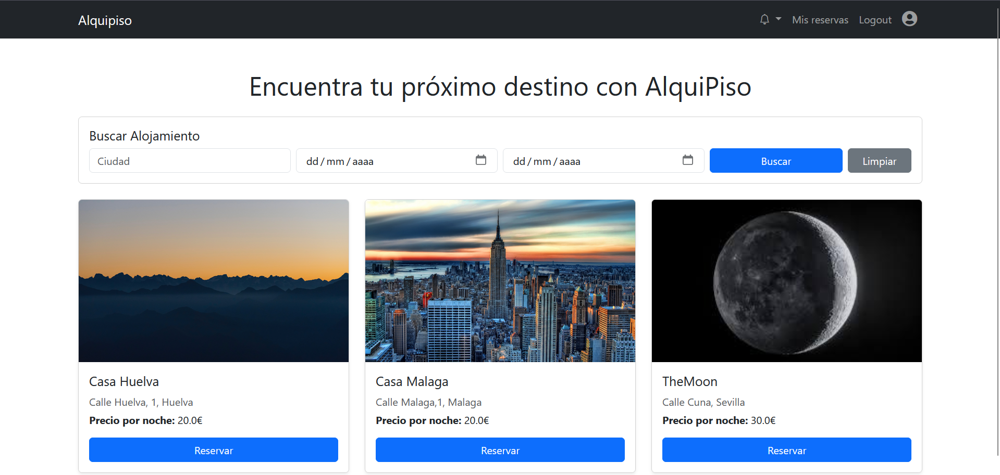 Alquipiso
Mis reservas
Logout
Encuentra tu próximo destino con AlquiPiso
Buscar Alojamiento
Ciudad
dd/mm/aaaa
dd/mm/aaaa
Buscar
Limpiar
Casa Huelva
Calle Huelva, 1, Huelva
Precio por noche: 20.0€
Reservar
Casa Malaga
Calle Malaga,1, Malaga
Precio por noche: 20.0€
Reservar
TheMoon
Calle Cuna, Sevilla
Precio por noche: 30.0€
Reservar